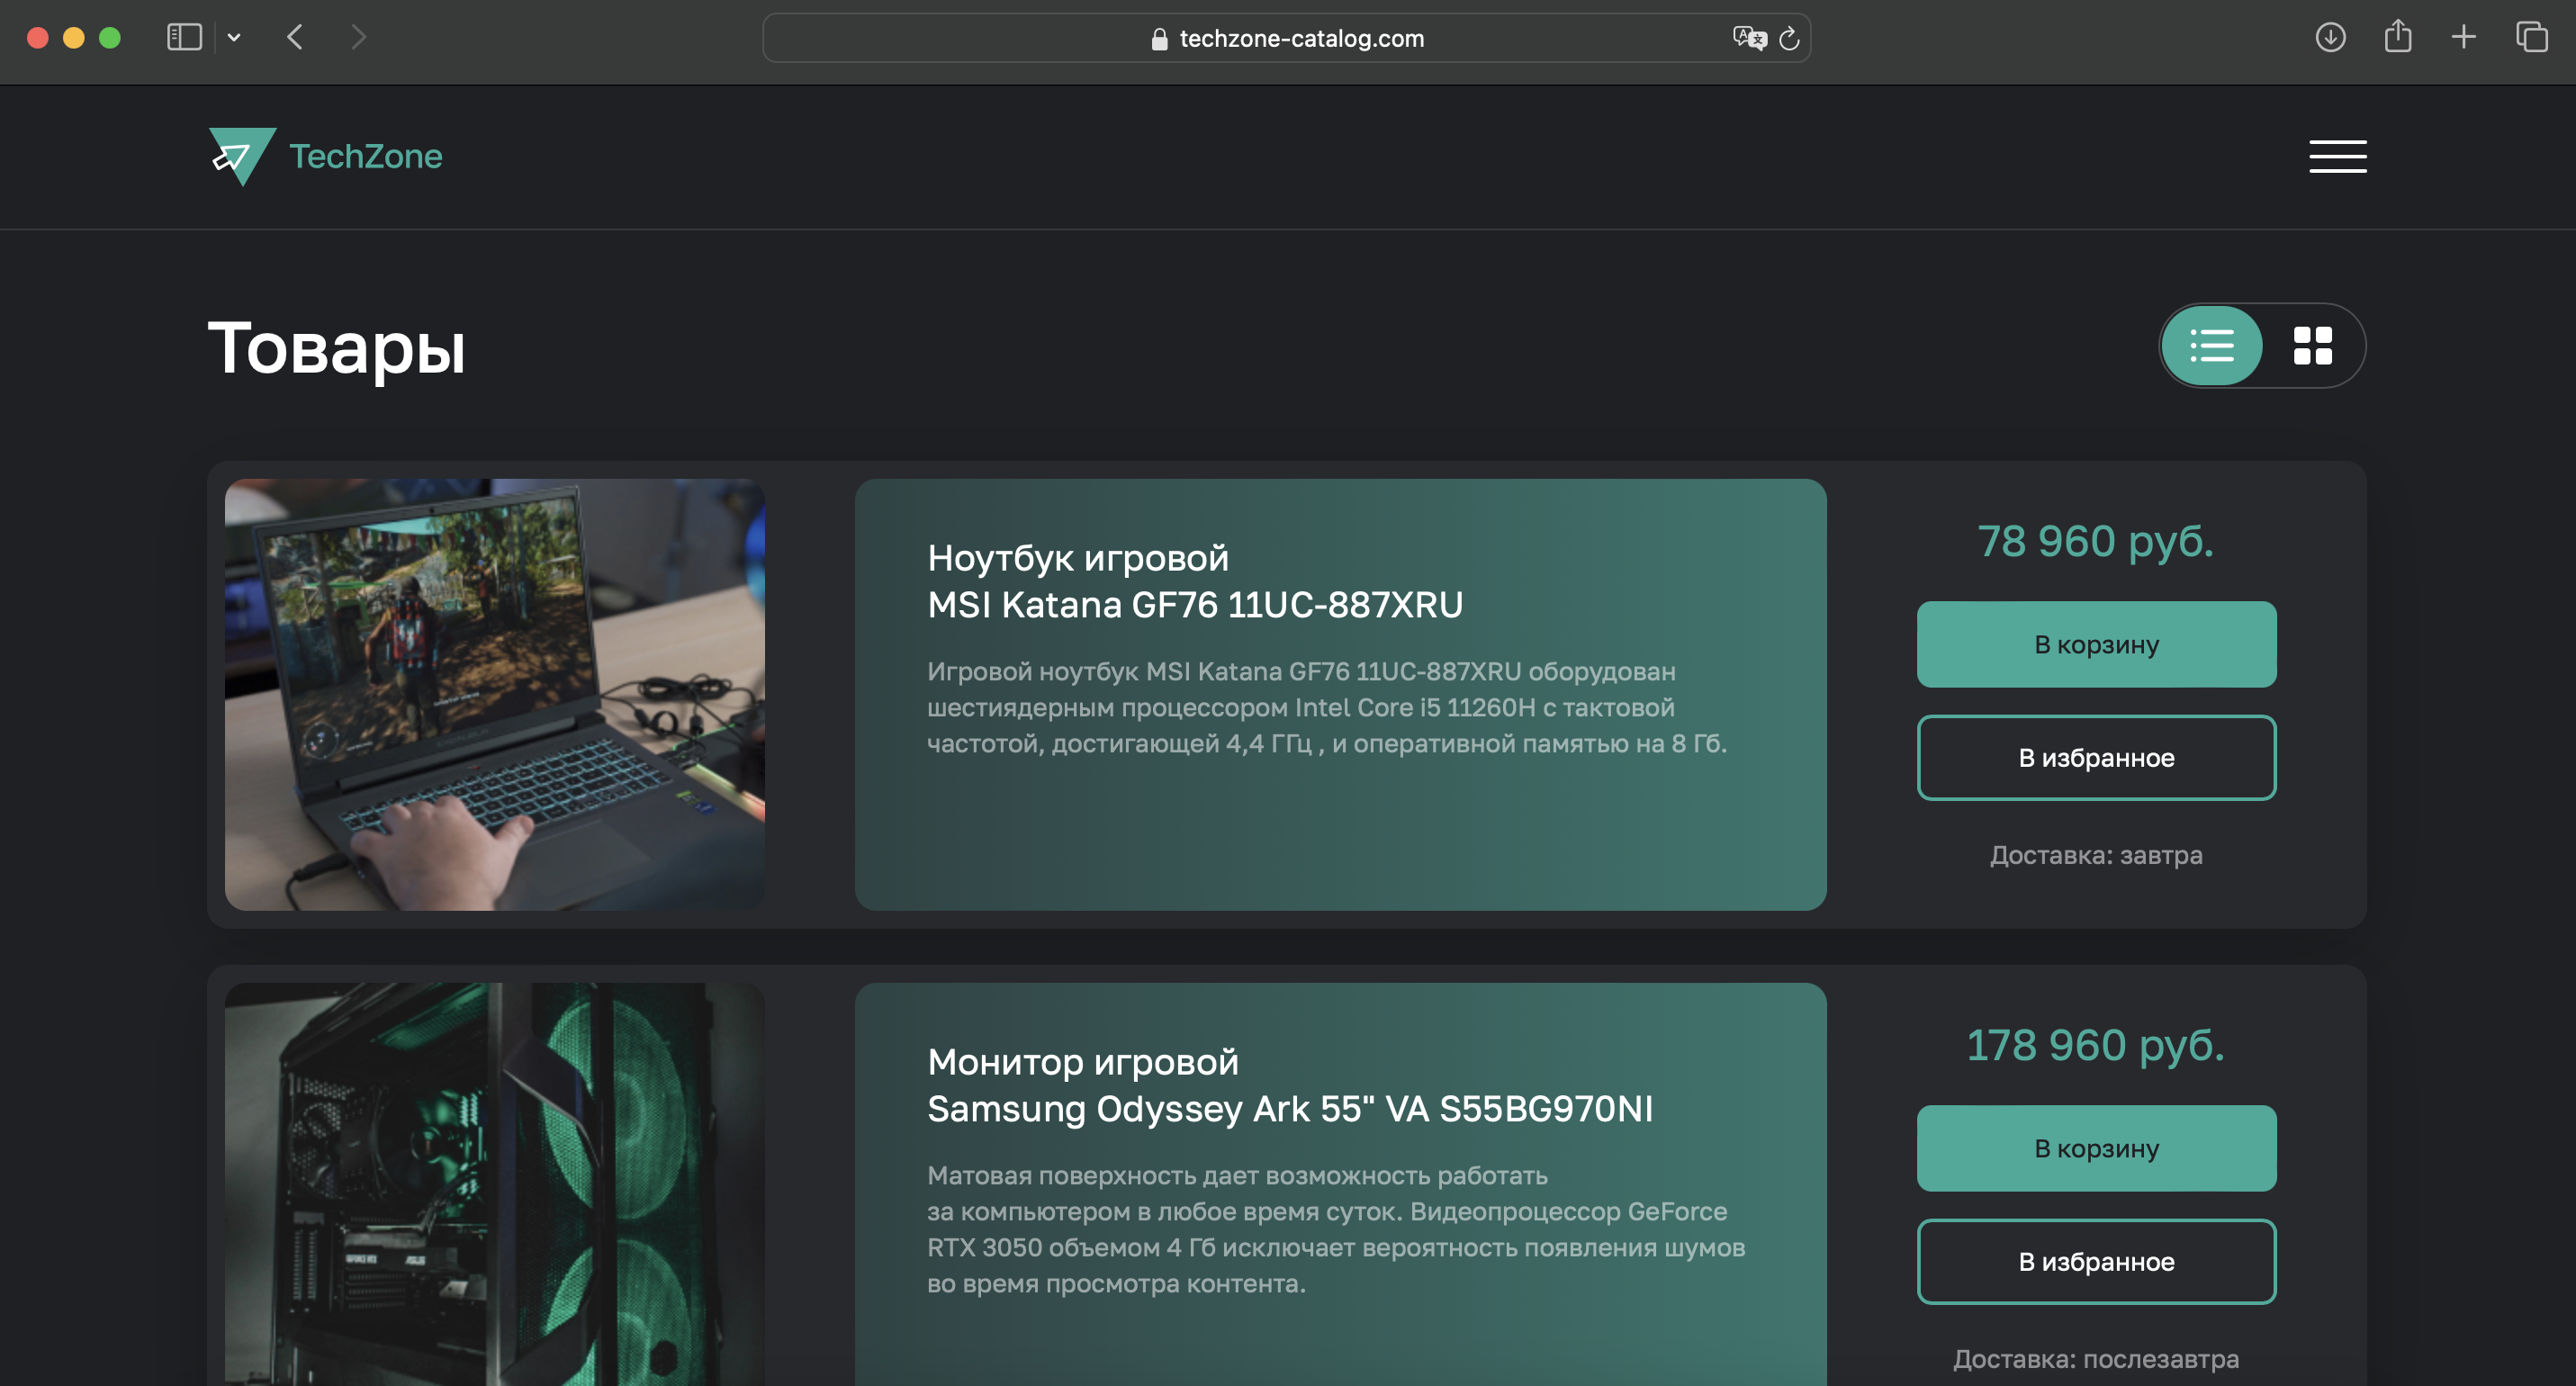 techzone-catalog.com
TechZone
Товары
Ноутбук игровой
MSI Katana GF76 11UC-887XRU
Игровой ноутбук MSI Katana GF76 11UC-887XRU оборудован
шестиядерным процессором Intel Core i5 11260H с тактовой
частотой, достигающей 4,4 ГГц , и оперативной памятью на 8 Гб.
78 960 руб.
В корзину
В избранное
Доставка: завтра
Монитор игровой
Samsung Odyssey Ark 55" VA S55BG970NI
Матовая поверхность дает возможность работать
за компьютером в любое время суток. Видеопроцессор GeForce
RTX 3050 объемом 4 Гб исключает вероятность появления шумов
во время просмотра контента.
178 960 руб.
В корзину
В избранное
Доставка: послезавтра